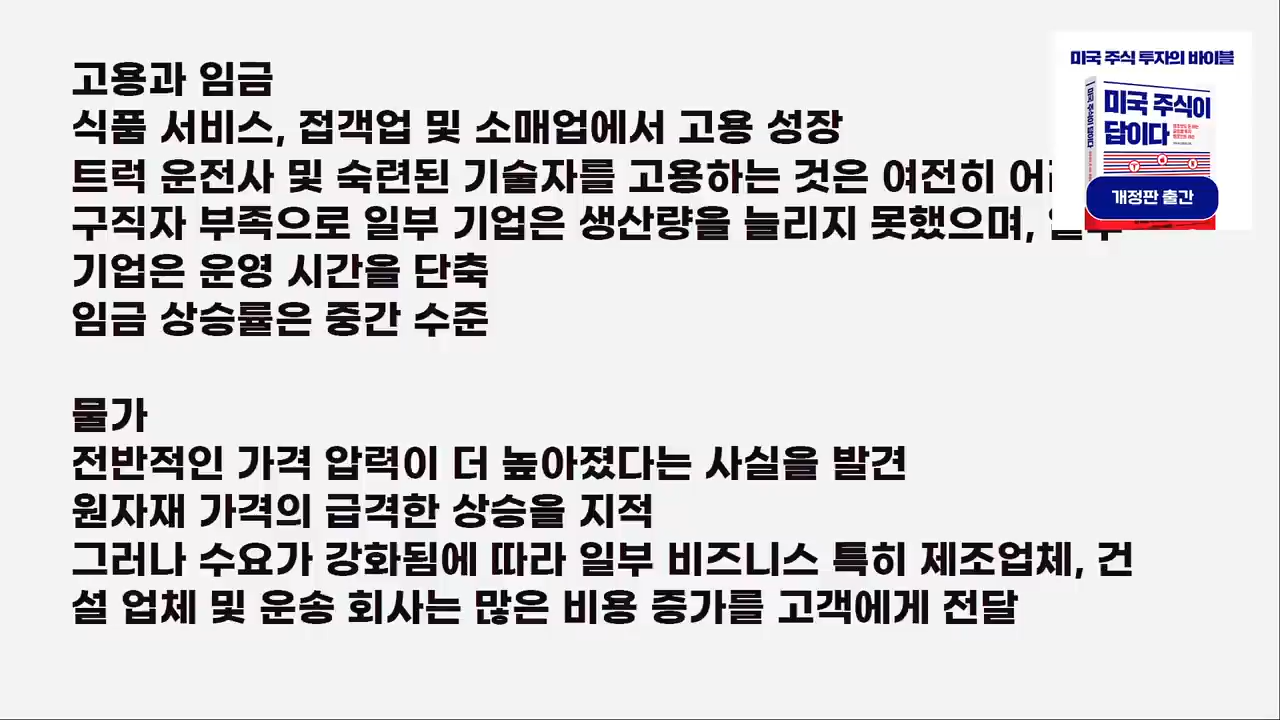 고용과 임금
식품 서비스, 접객업 및 소매업에서 고용 성장
트럭 운전사 및 숙련된 기술자를 고용하는 것은 여전히
구직자 부족으로 일부 기업은 생산량을 늘리지 못했으며,
기업은 운영 시간을 단축
임금 상승률은 중간 수준
물가
전반적인 가격 압력이 더 높아졌다는 사실을 발견
원자재 가격의 급격한 상승을 지적
그러나 수요가 강화됨에 따라 일부 비즈니스 특히 제조업체, 건
설 업체 및 운송 회사는 많은 비용 증가를 고객에게 전달
미국 주식 투자의 바이블
미국 주식이
답이다
개정판 출간